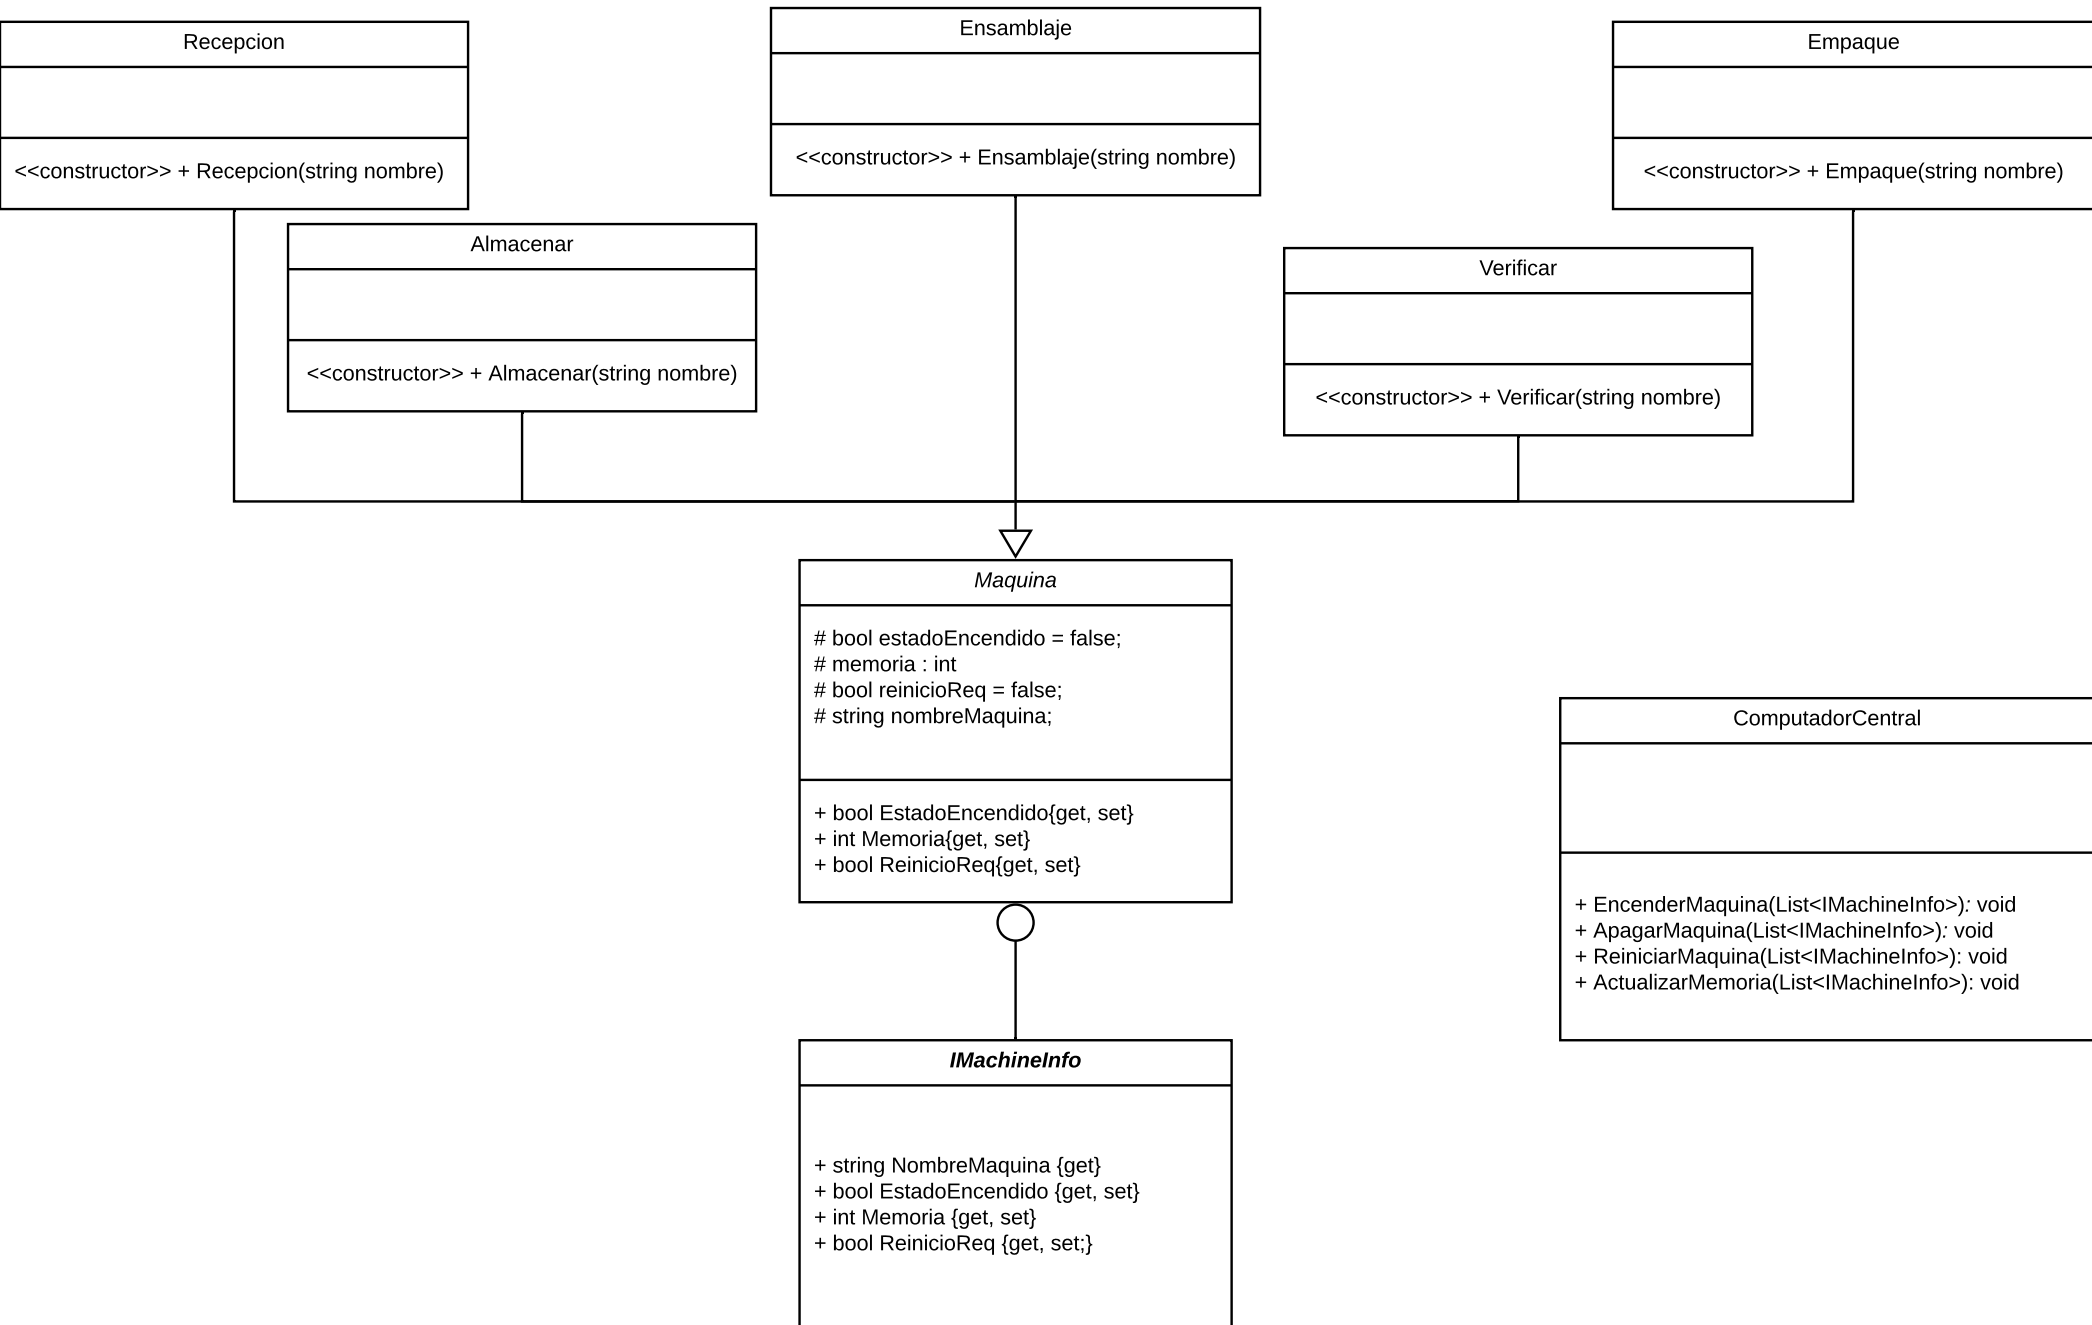 Recepcion
<<constructor>> + Recepcion(string nombre)
Ensamblaje
<<constructor>> + Ensamblaje(string nombre)
Empaque
<<constructor>> + Empaque(string nombre)
Almacenar
<<constructor>> + Almacenar(string nombre)
Verificar
<<constructor>> + Verificar(string nombre)
Maquina
# bool estadoEncendido = false;
# memoria : int
# bool reinicioReq = false;
# string nombreMaquina;
+ bool EstadoEncendido{get, set}
+ int Memoria{get, set}
+ bool ReinicioReq{get, set}
ComputadorCentral
+ EncenderMaquina(List<IMachineInfo>): void
+ ApagarMaquina(List<IMachineInfo>): void
+ ReiniciarMaquina(List<IMachineInfo>): void
+ ActualizarMemoria(List<IMachineInfo>): void
IMachineInfo
+ string NombreMaquina {get}
+ bool EstadoEncendido {get, set}
+ int Memoria {get, set}
+ bool ReinicioReq {get, set;}